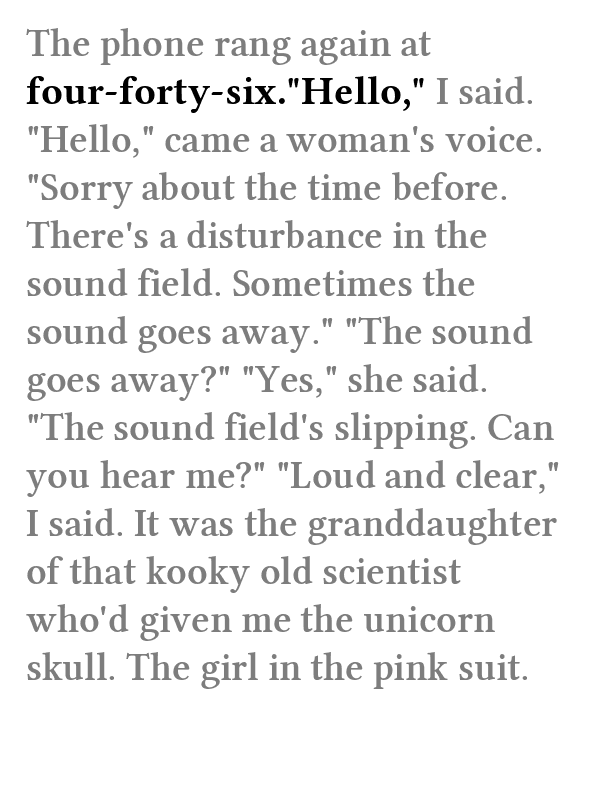 The phone rang again at
four-forty-six."Hello," I said.
"Hello," came a woman's voice.
"Sorry about the time before.
There's a disturbance in the
sound field. Sometimes the
sound goes away." "The sound
goes away?" "Yes," she said.
"The sound field's slipping. Can
you hear me?" "Loud and clear,"
I said. It was the granddaughter
of that kooky old scientist
who'd given me the unicorn
skull. The girl in the pink suit.